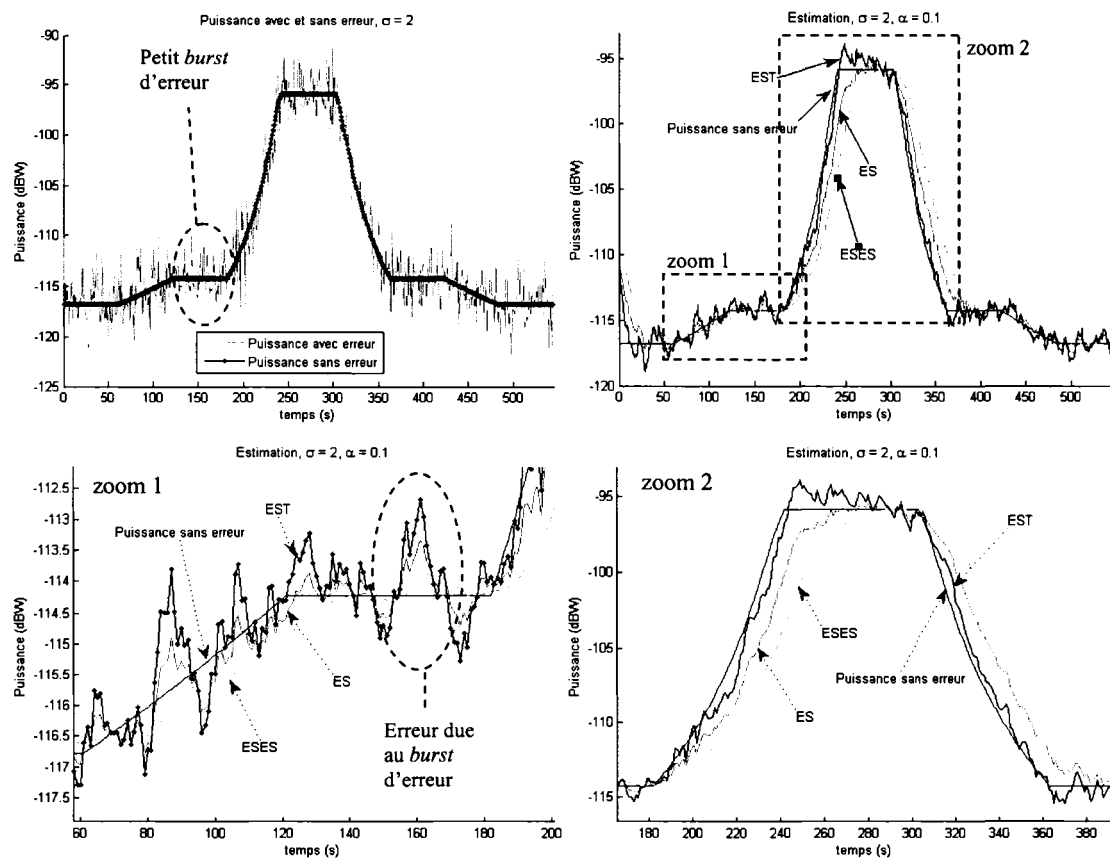 Puissance avec et sans erreur, σ = 2
-90
-95
-100
-105
-110
-115
-120
-125
Puissance (dBW)
Petit burst
d'erreur
Puissance avec erreur
Puissance sans erreur
0 50 100 150 200 250 300 350 400 450 500
temps (s)
Estimation, σ = 2, α = 0.1
-95
-100
-105
-110
-115
-120
Puissance (dBW)
zoom 2
EST
Puissance sans erreur
ES
ESES
zoom 1
0 50 100 150 200 250 300 350 400 450 500
temps (s)
Estimation, σ = 2, α = 0.1
zoom 1
-112.5
-113
-113.5
-114
-114.5
-115
-115.5
-116
-116.5
-117
-117.5
Puissance (dBW)
EST
Puissance sans erreur
ES
ESES
Erreur due
au burst
d'erreur
60 80 100 120 140 160 180 200
temps (s)
Estimation, σ = 2, α = 0.1
zoom 2
-95
-100
-105
-110
-115
Puissance (dBW)
EST
ESES
Puissance sans erreur
ES
180 200 220 240 260 280 300 320 340 360 380
temps (s)